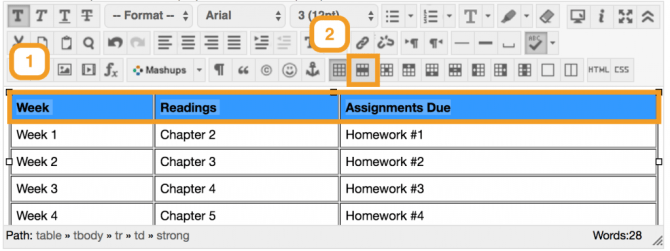 T T T T -- Format -- Arial 3 (12pt) T i
2
ABC
1
fx Mashups ¶ “ © HTML CSS
Week Readings Assignments Due
Week 1 Chapter 2 Homework #1
Week 2 Chapter 3 Homework #2
Week 3 Chapter 4 Homework #3
Week 4 Chapter 5 Homework #4
Path: table » tbody » tr » td » strong Words:28